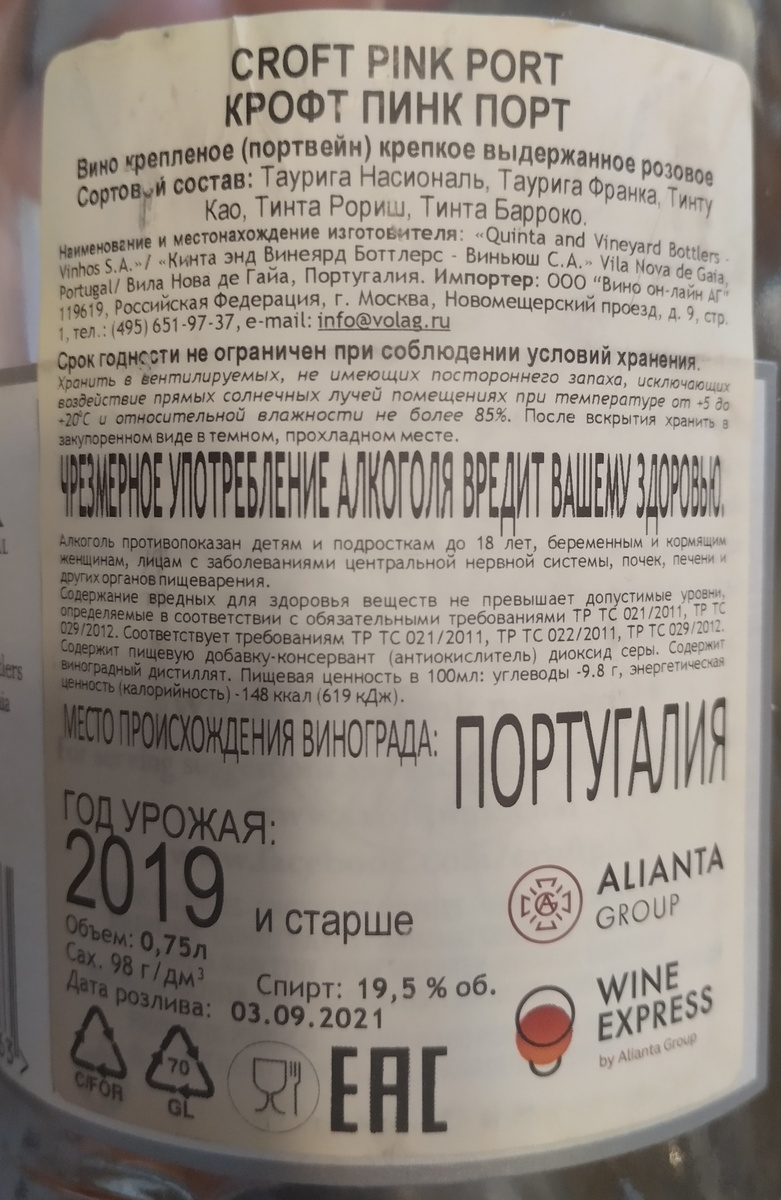 CROFT PINK PORT
КРОФТ ПИНК ПОРТ
Вино крепленое (портвейн) крепкое выдержанное розовое
Сортовой состав: Таурига Насиональ, Таурига Франка, Тинту
Као, Тинта Рориш, Тинта Барроко.
Наименование и местонахождение изготовителя: «Quinta and Vineyard Bottlers -
Vinhos S.A.»/ «Кинта энд Винеярд Боттлерс - Виньюш С.А.» Vila Nova de Gaia,
Portugal/ Вила Нова де Гайа, Португалия. Импортер: ООО “Вино он-лайн АГ”
119619, Российская Федерация, г. Москва, Новомещерский проезд, д. 9, стр.
1, тел.: (495) 651-97-37, e-mail: info@volag.ru
Срок годности не ограничен при соблюдении условий хранения.
Хранить в вентилируемых, не имеющих постороннего запаха, исключающих
воздействие прямых солнечных лучей помещениях при температуре от +5 до
+20°С и относительной влажности не более 85%. После вскрытия хранить в
закупоренном виде в темном, прохладном месте.
ЧРЕЗМЕРНОЕ УПОТРЕБЛЕНИЕ АЛКОГОЛЯ ВРЕДИТ ВАШЕМУ ЗДОРОВЬЮ.
Алкоголь противопоказан детям и подросткам до 18 лет, беременным и кормящим
женщинам, лицам с заболеваниями центральной нервной системы, почек, печени и
других органов пищеварения.
Содержание вредных для здоровья веществ не превышает допустимые уровни,
определяемые в соответствии с обязательными требованиями ТР ТС 021/2011, ТР ТС
029/2012. Соответствует требованиям ТР ТС 021/2011, ТР ТС 022/2011, ТР ТС 029/2012.
Содержит пищевую добавку-консервант (антиокислитель) диоксид серы. Содержит
виноградный дистиллят. Пищевая ценность в 100мл: углеводы -9.8 г, энергетическая
ценность (калорийность) -148 ккал (619 кДж).
МЕСТО ПРОИСХОЖДЕНИЯ ВИНОГРАДА: ПОРТУГАЛИЯ
ГОД УРОЖАЯ:
2019 и старше
ALIANTA
GROUP
Объем: 0,75л
Сах. 98 г/дм³
Спирт: 19,5 % об.
Дата розлива: 03.09.2021
WINE
EXPRESS
by Alianta Group
C/FOR
70
GL
EAC